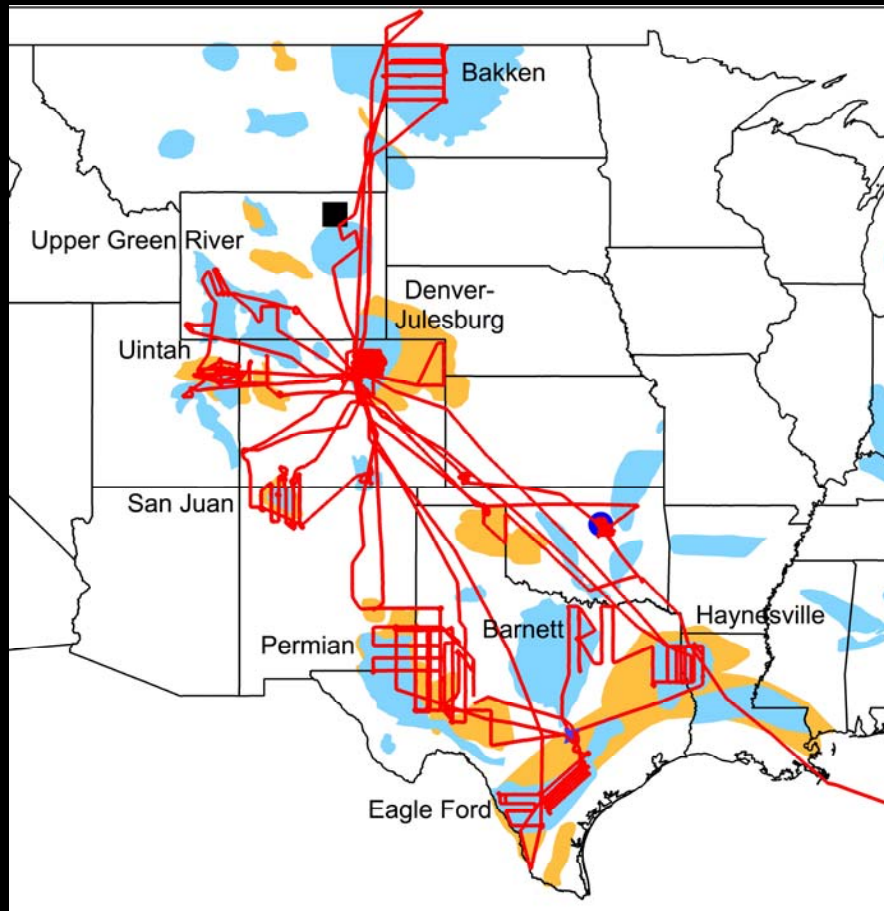 Bakken
Upper Green River
Denver-
Julesburg
Uintah
San Juan
Permian
Barnett
Haynesville
Eagle Ford